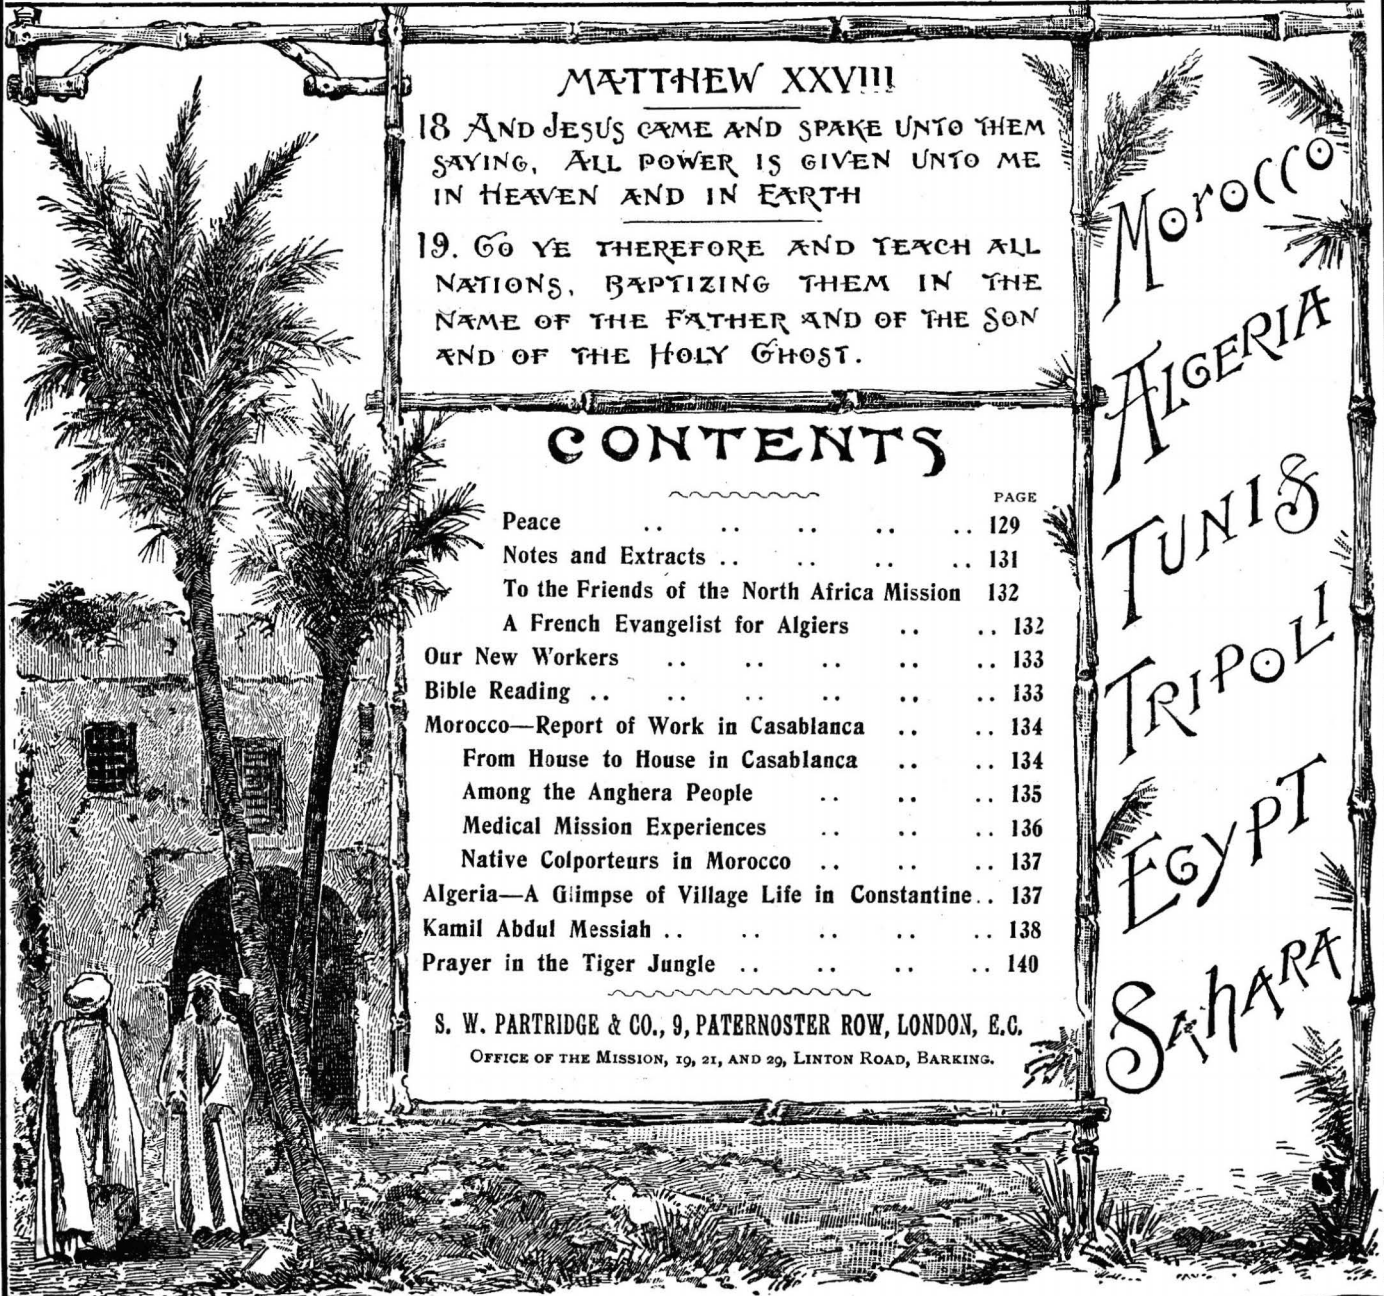 MATTHEW XXVIII
18 AND JESUS CAME AND SPAKE UNTO THEM
SAYING, ALL POWER IS GIVEN UNTO ME
IN HEAVEN AND IN EARTH
19. GO YE THEREFORE AND TEACH ALL
NATIONS, BAPTIZING THEM IN THE
NAME OF THE FATHER AND OF THE SON
AND OF THE HOLY GHOST.
CONTENTS
PAGE
Peace .. .. .. .. .. 129
Notes and Extracts .. .. .. .. 131
To the Friends of the North Africa Mission 132
A French Evangelist for Algiers .. .. 132
Our New Workers .. .. .. .. .. 133
Bible Reading .. .. .. .. .. .. 133
Morocco—Report of Work in Casablanca .. .. 134
From House to House in Casablanca .. .. 134
Among the Anghera People .. .. .. 135
Medical Mission Experiences .. .. .. 136
Native Colporteurs in Morocco .. .. .. 137
Algeria—A Glimpse of Village Life in Constantine.. 137
Kamil Abdul Messiah .. .. .. .. .. 138
Prayer in the Tiger Jungle .. .. .. .. 140
S. W. PARTRIDGE & CO., 9, PATERNOSTER ROW, LONDON, E.C.
OFFICE OF THE MISSION, 19, 21, AND 29, LINTON ROAD, BARKING.
MOROCCO
ALGERIA
TUNIS
TRIPOLI
EGYPT
SAHARA